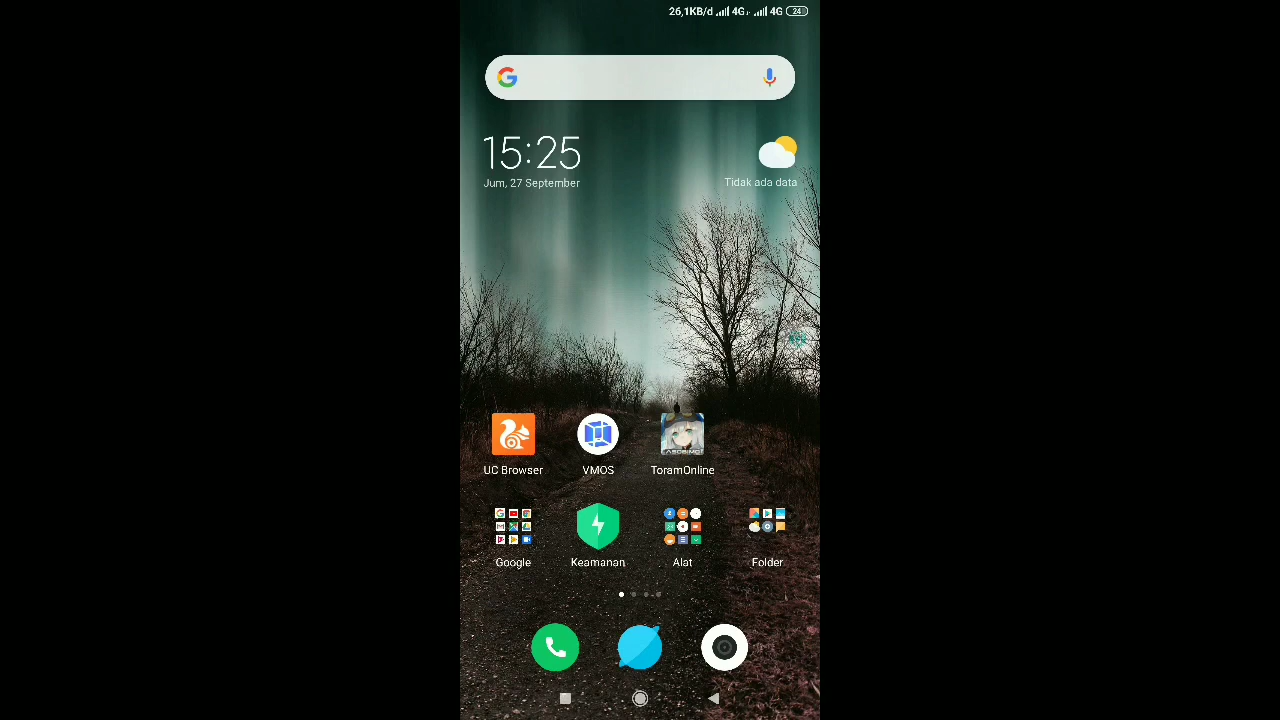 26,1KB/d 4G+ 4G 24
15:25
Jum, 27 September
Tidak ada data
UC Browser
VMOS
ToramOnline
ASOBIMO
Google
Keamanan
Alat
Folder